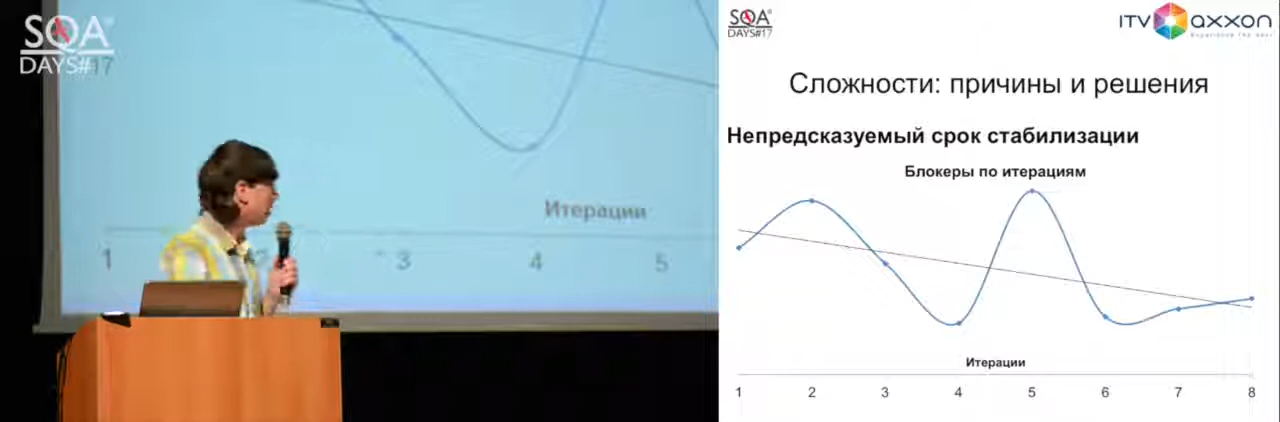 SQA
DAYS#17
Итерации
1
3
4
5
SQA
DAYS#17
ITV axxon
Сложности: причины и решения
Непредсказуемый срок стабилизации
Блокеры по итерациям
Итерации
1 2 3 4 5 6 7 8